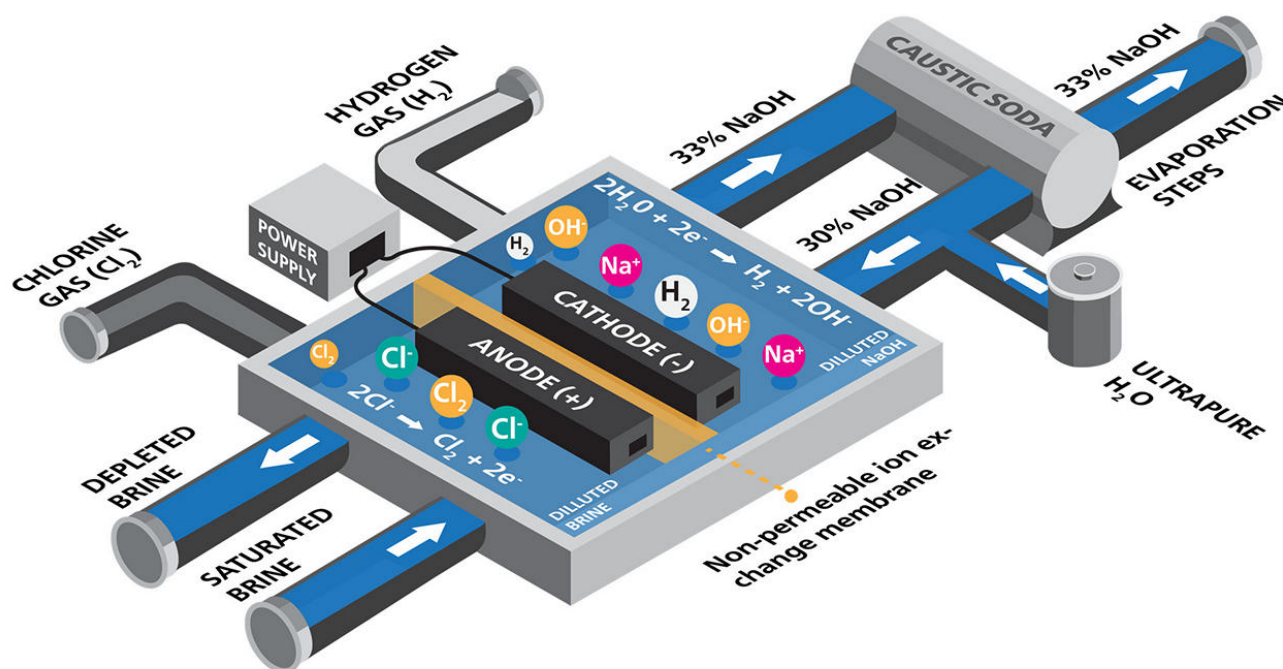 HYDROGEN
GAS (H₂)
CHLORINE
GAS (Cl₂)
POWER
SUPPLY
33% NaOH
CAUSTIC SODA
33% NaOH
EVAPORATION
STEPS
30% NaOH
ULTRAPURE
H₂O
2H₂0 + 2e⁻ → H₂ + 2OH⁻
H₂
OH⁻
Na⁺
H₂
OH⁻
Na⁺
DILLUTED
NaOH
CATHODE (-)
ANODE (+)
Cl₂
Cl⁻
Cl₂
Cl⁻
2Cl⁻ → Cl₂ + 2e⁻
DILLUTED
BRINE
DEPLETED
BRINE
SATURATED
BRINE
Non-permeable ion ex-
change membrane